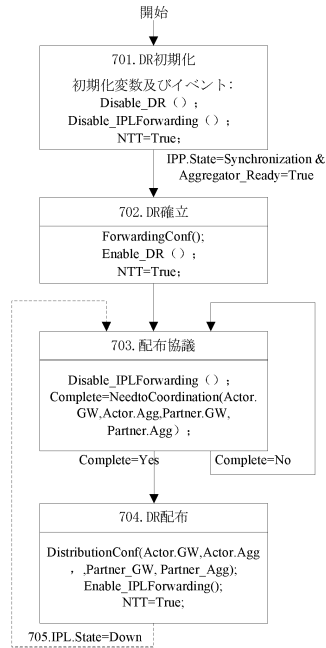 開始
701.DR初期化
初期化変数及びイベント:
Disable_DR（）;
Disable_IPLForwarding（）;
NTT=True;
IPP.State=Synchronization &
Aggregator_Ready=True
702.DR確立
ForwardingConf();
Enable_DR（）;
NTT=True;
703.配布協議
Disable_IPLForwarding（）;
Complete=NeedtoCoordination(Actor.
GW,Actor.Agg,Partner.GW,
Partner.Agg）;
Complete=Yes
Complete=No
704.DR配布
DistributionConf(Actor.GW,Actor.Agg
，,Partner_GW, Partner_Agg);
Enable_IPLForwarding();
NTT=True;
705.IPL.State=Down